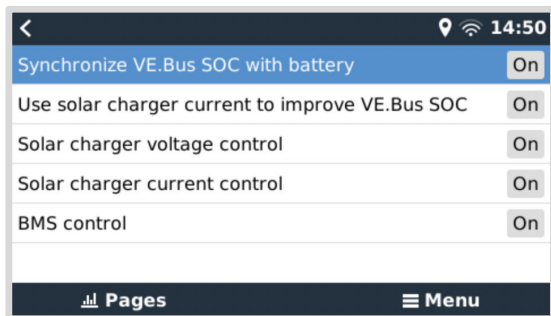 14:50
Synchronize VE.Bus SOC with battery On
Use solar charger current to improve VE.Bus SOC On
Solar charger voltage control On
Solar charger current control On
BMS control On
Pages Menu